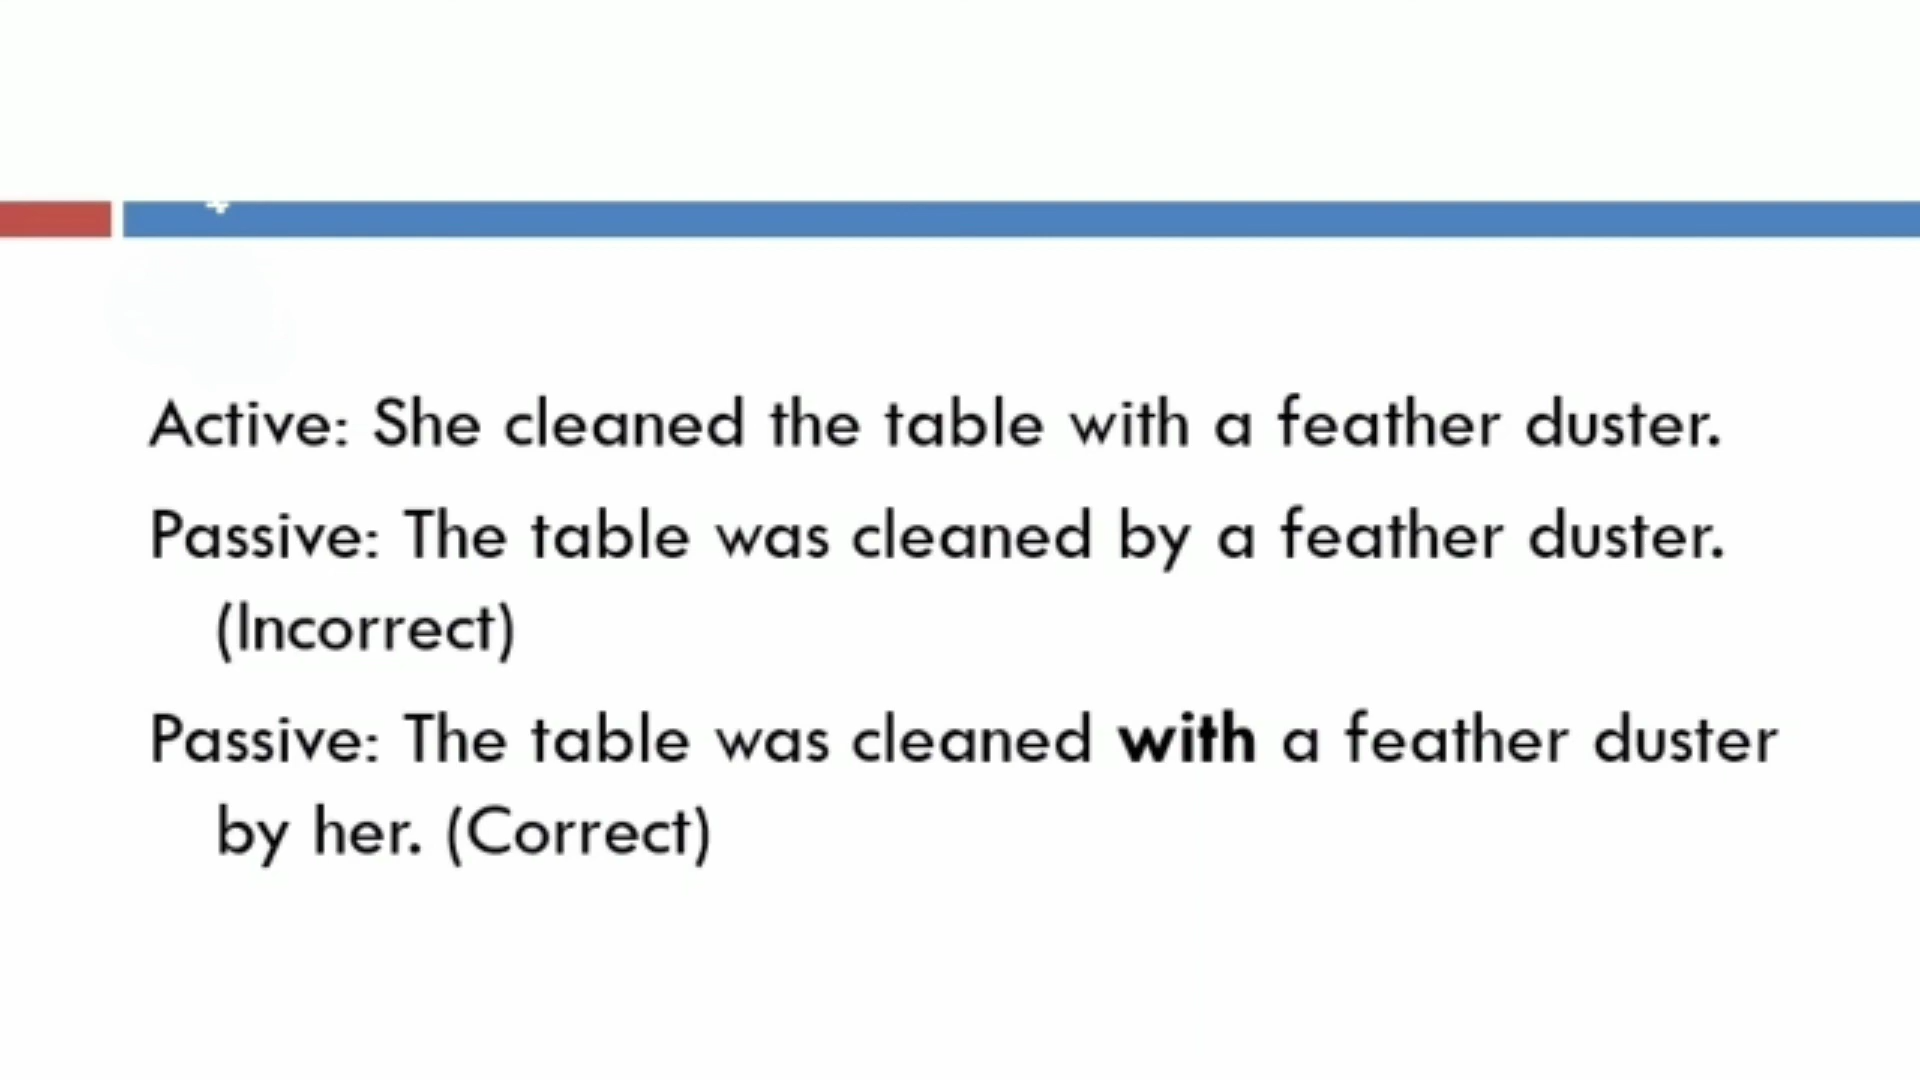 Active: She cleaned the table with a feather duster.
Passive: The table was cleaned by a feather duster.
(Incorrect)
Passive: The table was cleaned with a feather duster
by her. (Correct)